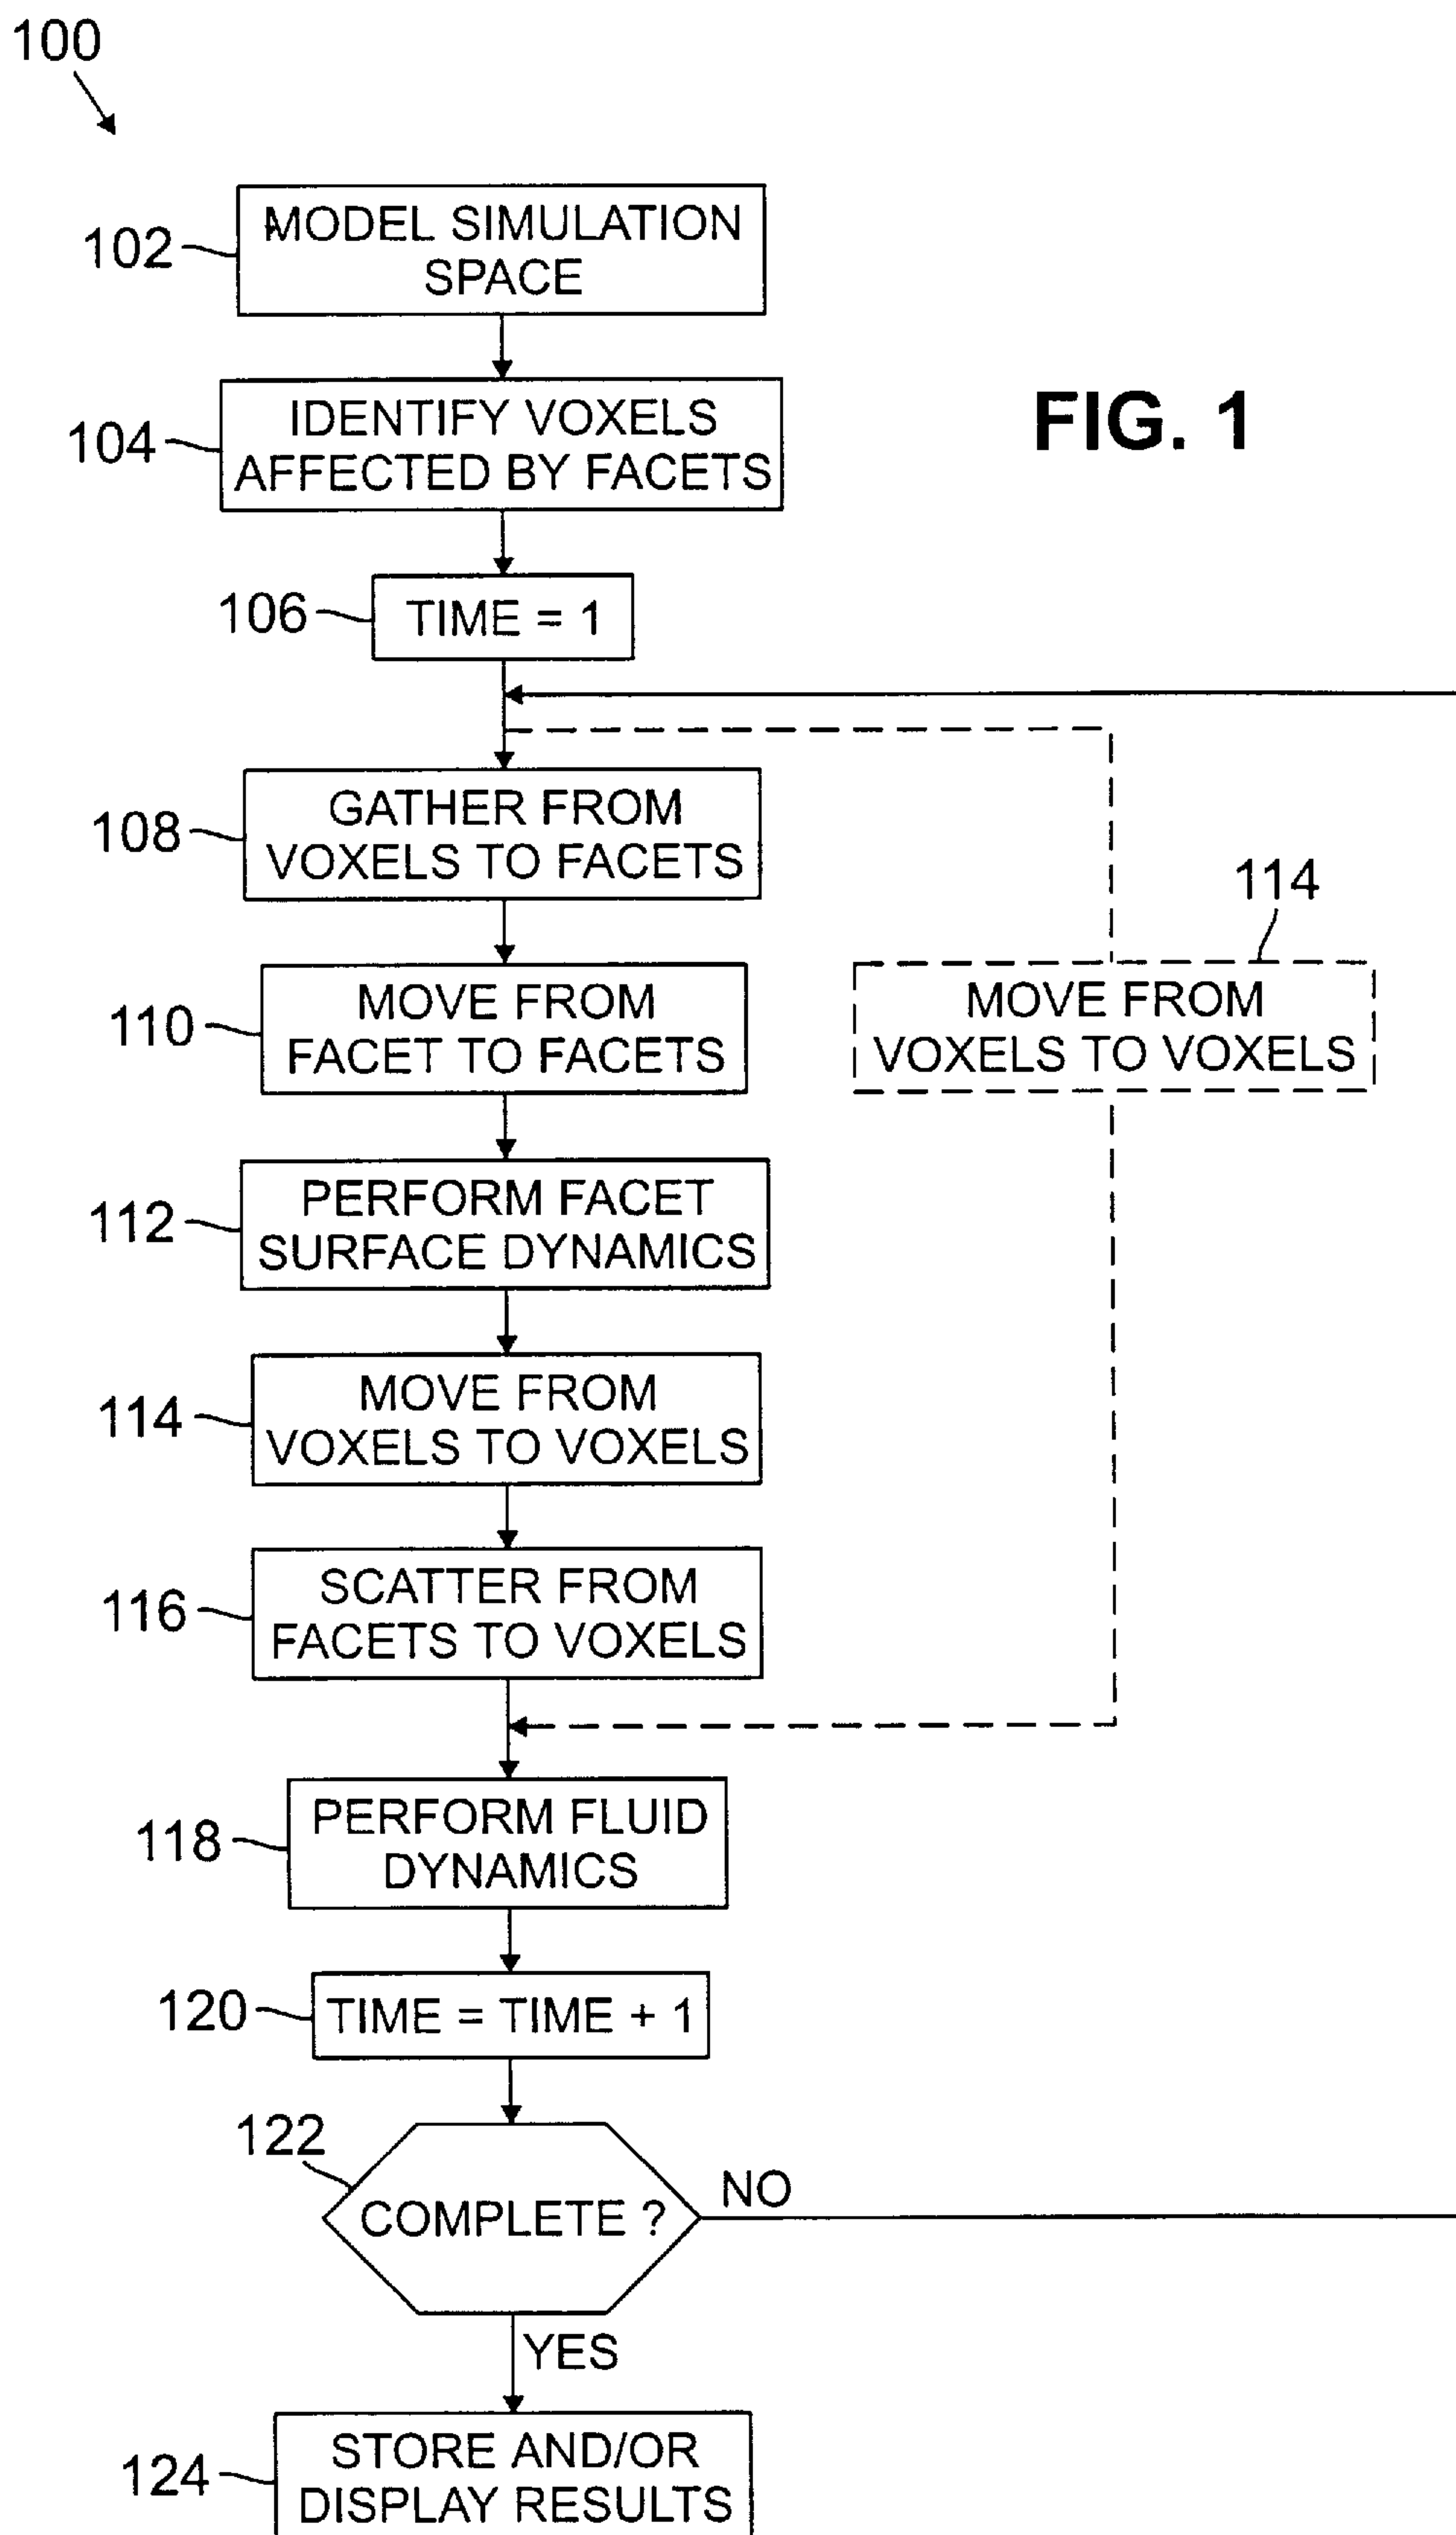 100
102
MODEL SIMULATION
SPACE
104
IDENTIFY VOXELS
AFFECTED BY FACETS
FIG. 1
106
TIME = 1
108
GATHER FROM
VOXELS TO FACETS
110
MOVE FROM
FACET TO FACETS
114
MOVE FROM
VOXELS TO VOXELS
112
PERFORM FACET
SURFACE DYNAMICS
114
MOVE FROM
VOXELS TO VOXELS
116
SCATTER FROM
FACETS TO VOXELS
118
PERFORM FLUID
DYNAMICS
120
TIME = TIME + 1
122
COMPLETE ?
NO
YES
124
STORE AND/OR
DISPLAY RESULTS